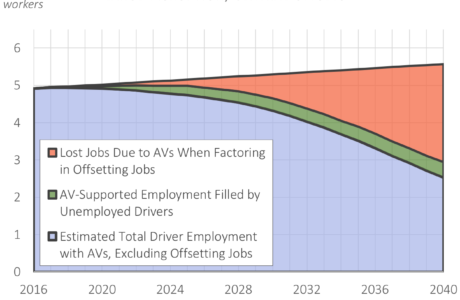 workers
6
5
4
3
2
1
0
Lost Jobs Due to AVs When Factoring
in Offsetting Jobs
AV-Supported Employment Filled by
Unemployed Drivers
Estimated Total Driver Employment
with AVs, Excluding Offsetting Jobs
2016 2020 2024 2028 2032 2036 2040